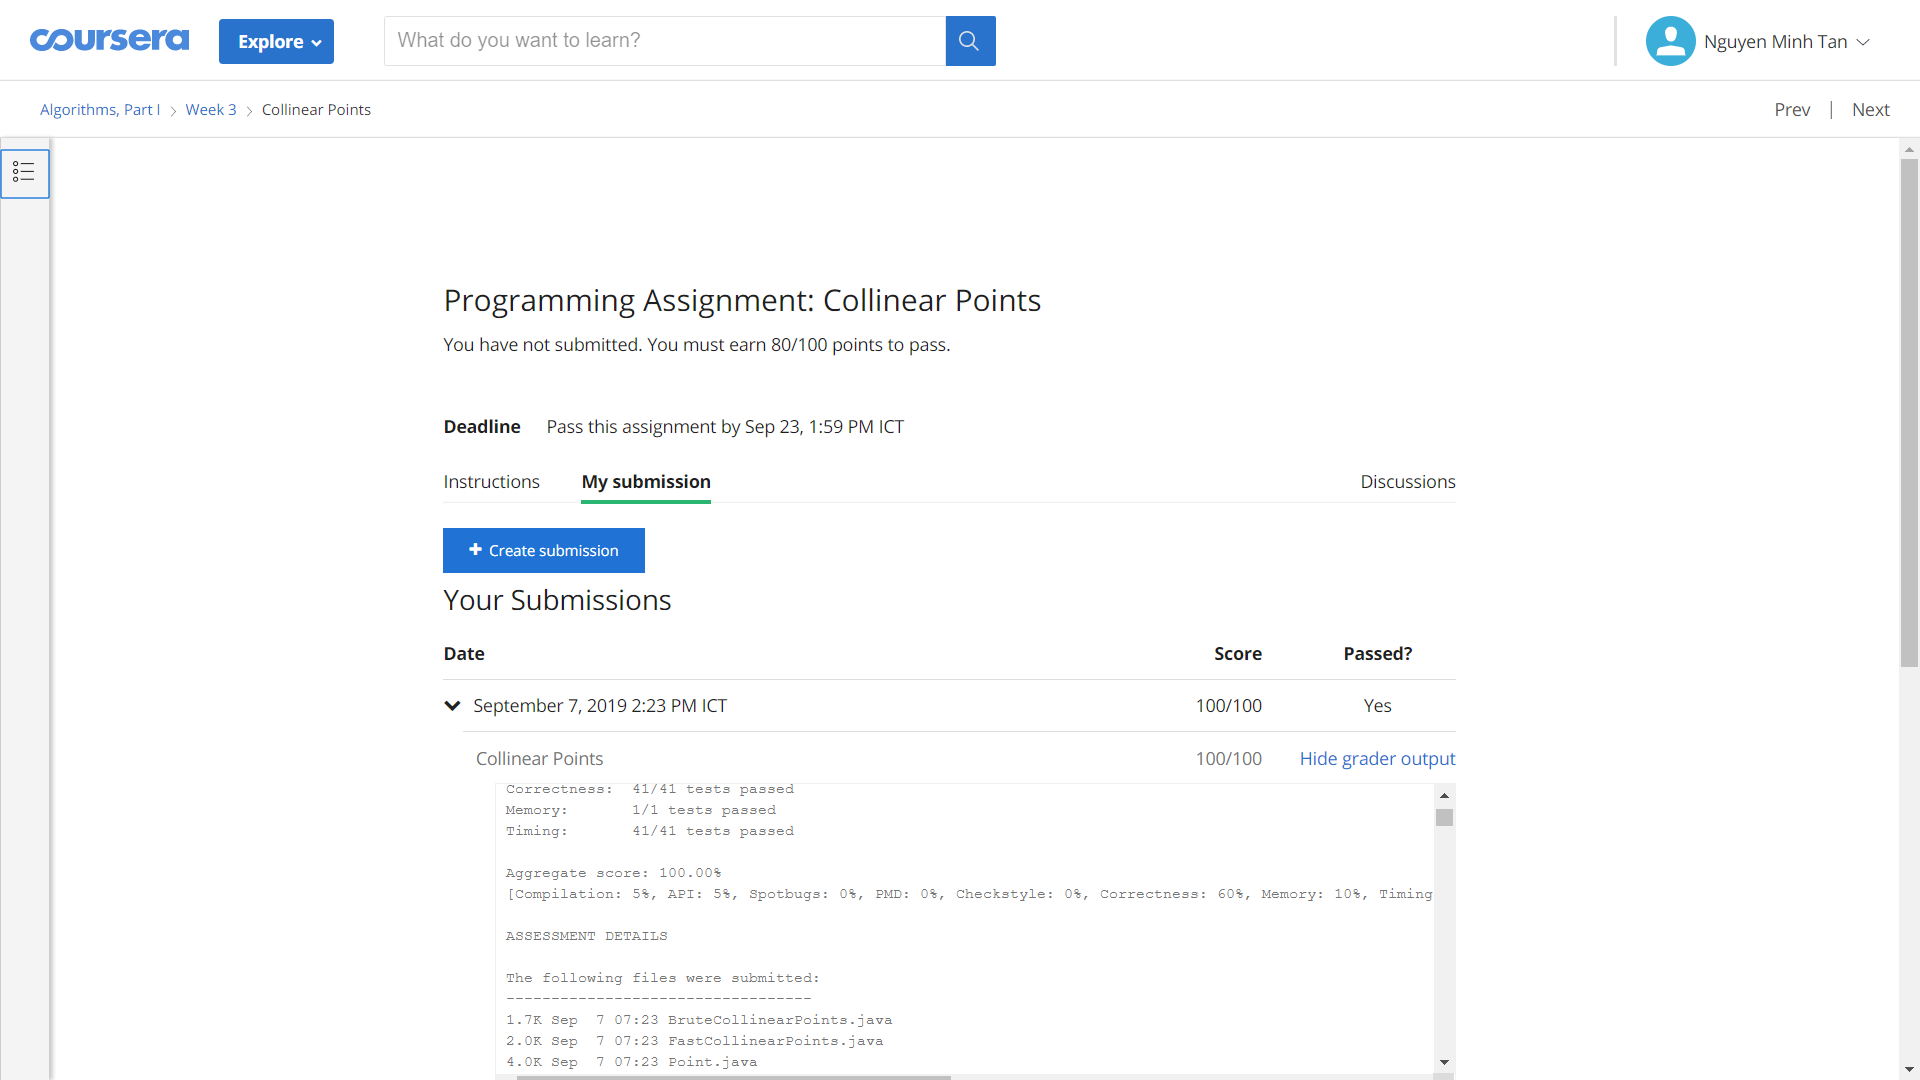 coursera
Explore
What do you want to learn?
Nguyen Minh Tan
Algorithms, Part I > Week 3 > Collinear Points
Prev | Next
Programming Assignment: Collinear Points
You have not submitted. You must earn 80/100 points to pass.
Deadline Pass this assignment by Sep 23, 1:59 PM ICT
Instructions My submission Discussions
+ Create submission
Your Submissions
Date Score Passed?
September 7, 2019 2:23 PM ICT 100/100 Yes
Collinear Points 100/100 Hide grader output
Correctness: 41/41 tests passed
Memory: 1/1 tests passed
Timing: 41/41 tests passed
Aggregate score: 100.00%
[Compilation: 5%, API: 5%, Spotbugs: 0%, PMD: 0%, Checkstyle: 0%, Correctness: 60%, Memory: 10%, Timing
ASSESSMENT DETAILS
The following files were submitted:
----------------------------------
1.7K Sep 7 07:23 BruteCollinearPoints.java
2.0K Sep 7 07:23 FastCollinearPoints.java
4.0K Sep 7 07:23 Point.java